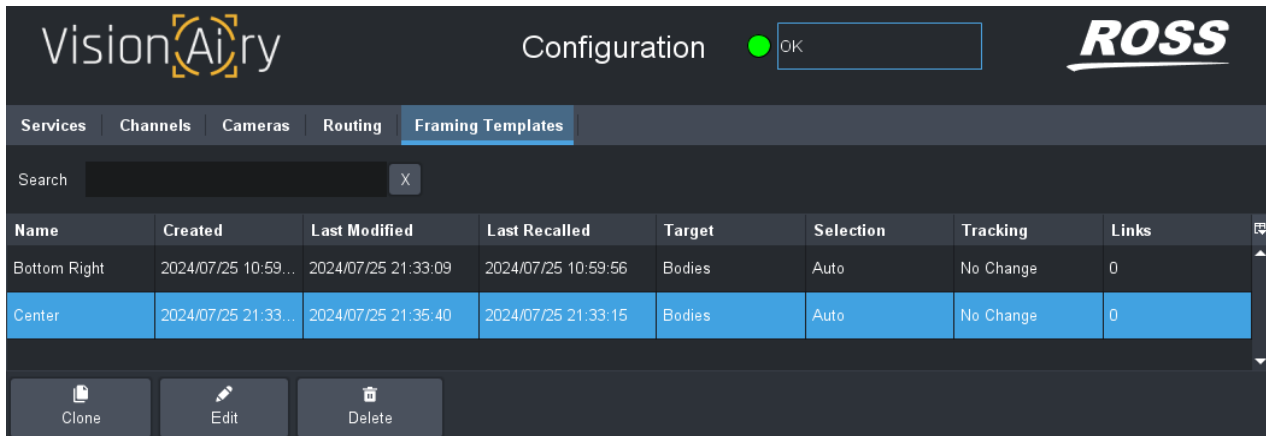 Vision{Ai}ry Configuration OK ROSS
Services Channels Cameras Routing Framing Templates
Search X
Name Created Last Modified Last Recalled Target Selection Tracking Links
Bottom Right 2024/07/25 10:59... 2024/07/25 21:33:09 2024/07/25 10:59:56 Bodies Auto No Change 0
Center 2024/07/25 21:33... 2024/07/25 21:35:40 2024/07/25 21:33:15 Bodies Auto No Change 0
Clone Edit Delete